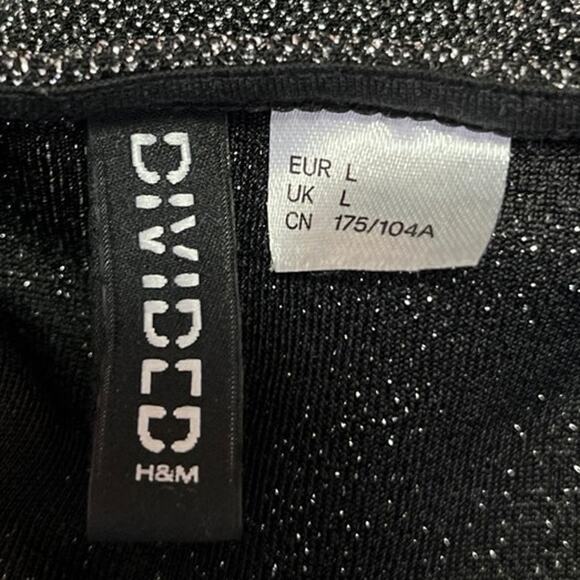 DIVIDED
H&M
EUR L
UK L
CN 175/104A